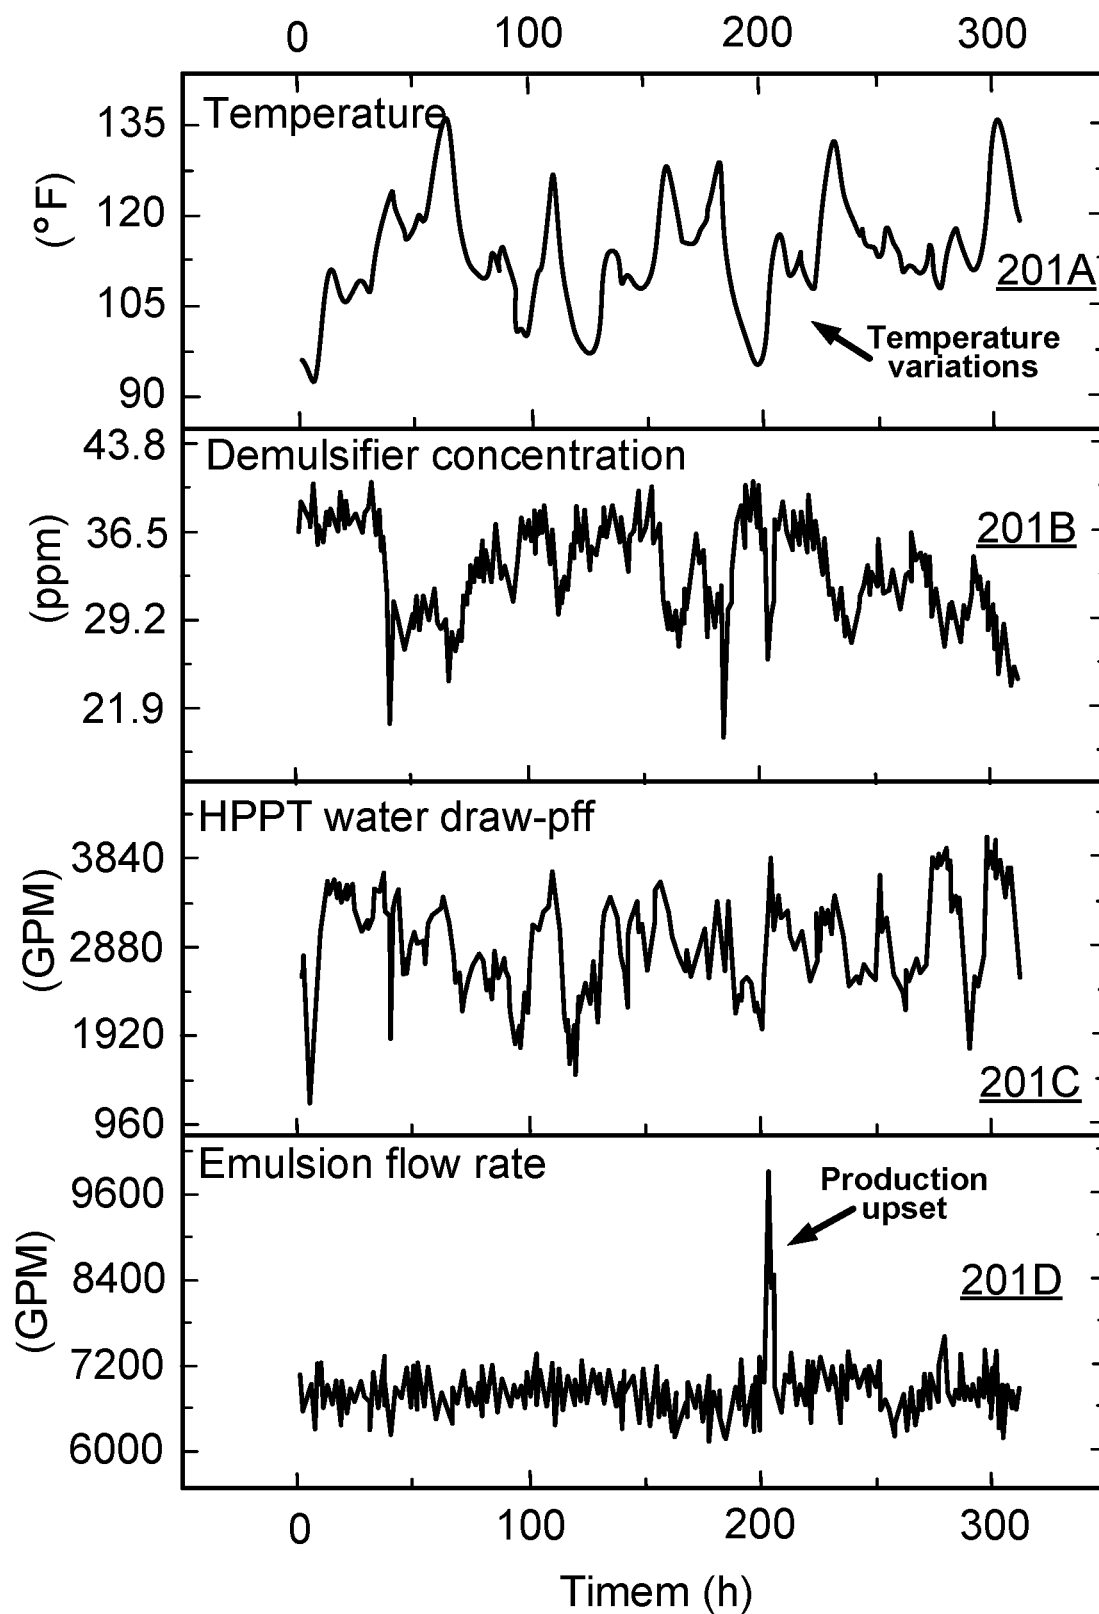 0 100 200 300
Temperature
135
120
105
90
(°F)
201A
Temperature
variations
Demulsifier concentration
43.8
36.5
29.2
21.9
(ppm)
201B
HPPT water draw-pff
3840
2880
1920
960
(GPM)
201C
Emulsion flow rate
9600
8400
7200
6000
(GPM)
Production
upset
201D
0 100 200 300
Timem (h)